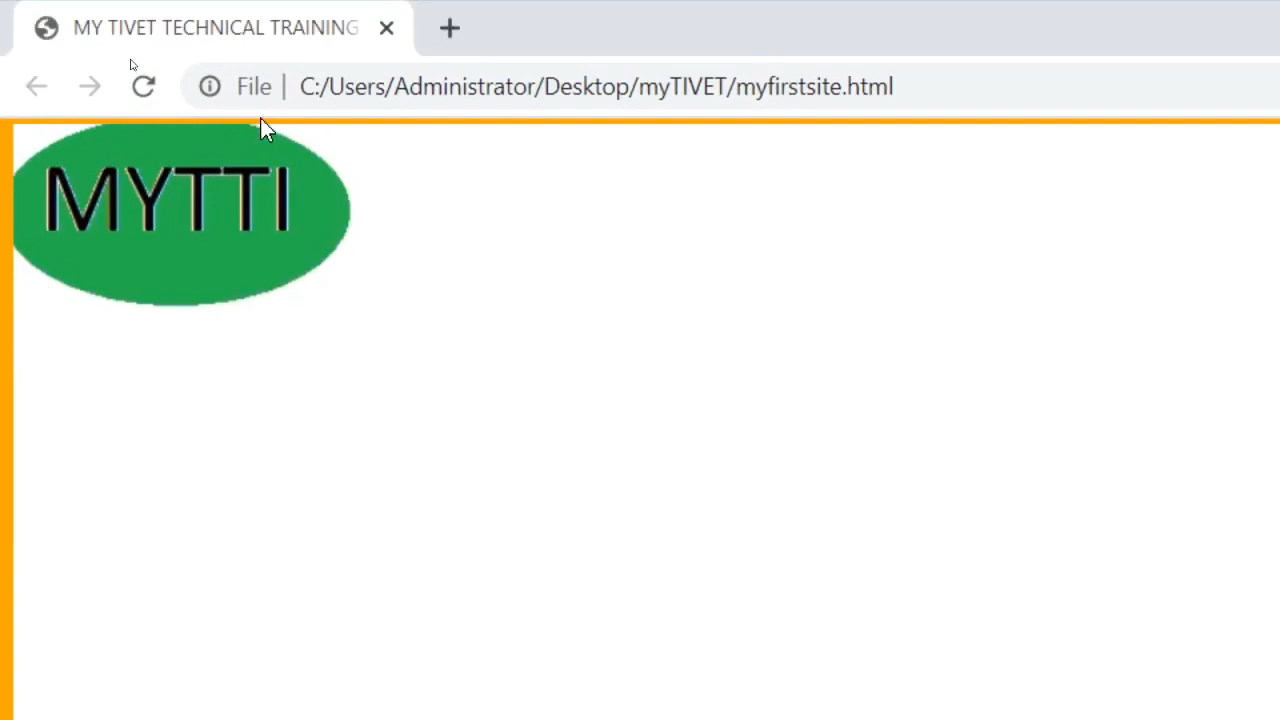 MY TIVET TECHNICAL TRAINING
File | C:/Users/Administrator/Desktop/myTIVET/myfirstsite.html
MYTTI